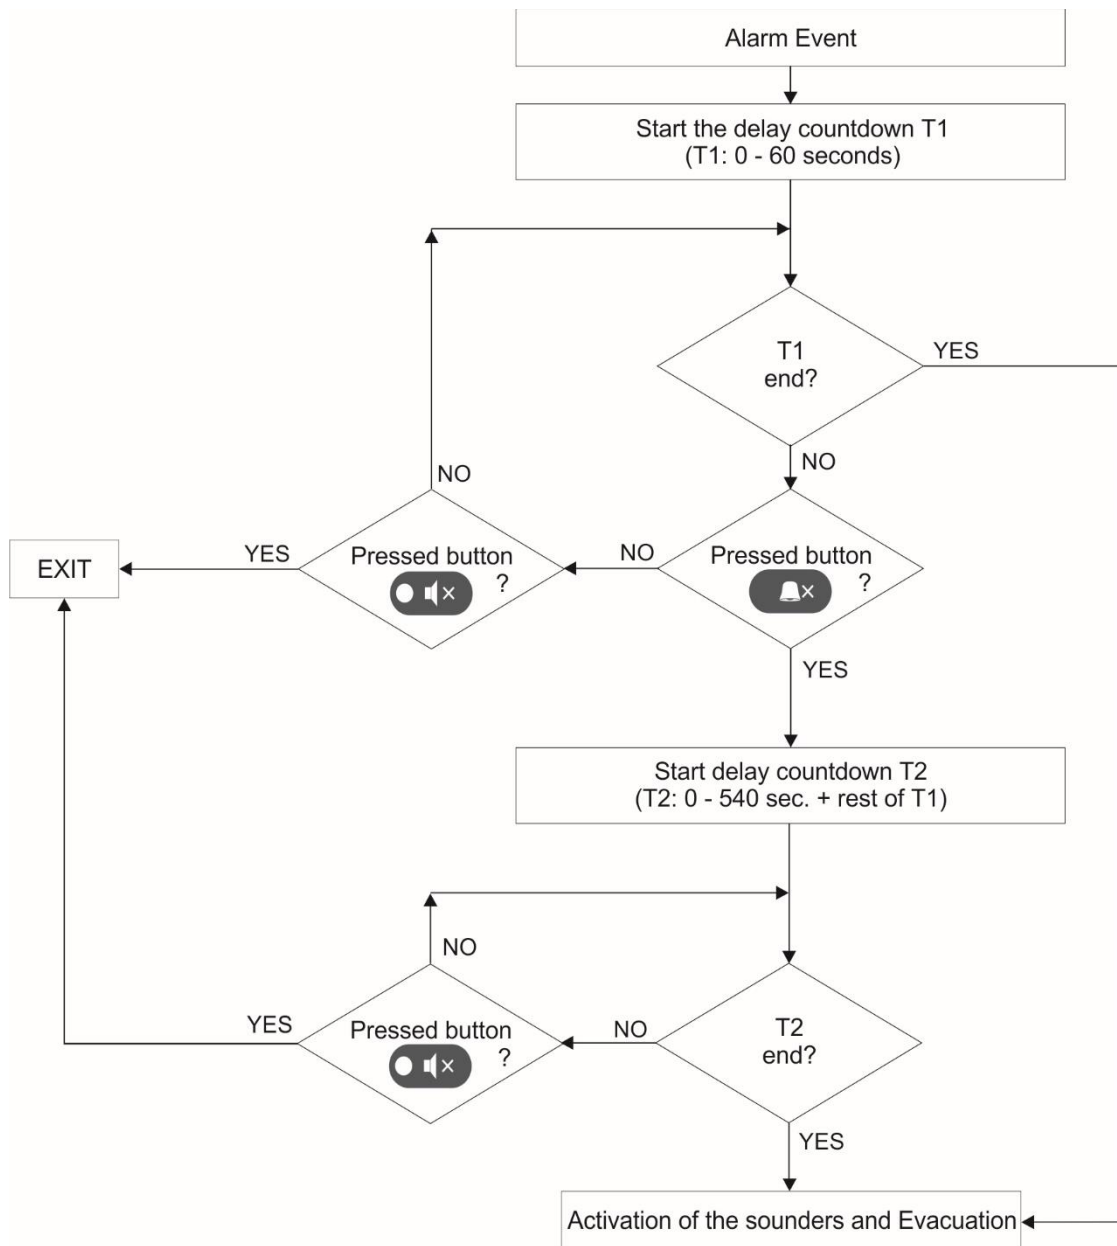 Alarm Event
Start the delay countdown T1
(T1: 0 - 60 seconds)
T1
end?
YES
NO
NO
Pressed button
?
NO
Pressed button
?
YES
EXIT
YES
Start delay countdown T2
(T2: 0 - 540 sec. + rest of T1)
NO
T2
end?
NO
Pressed button
?
YES
YES
Activation of the sounders and Evacuation